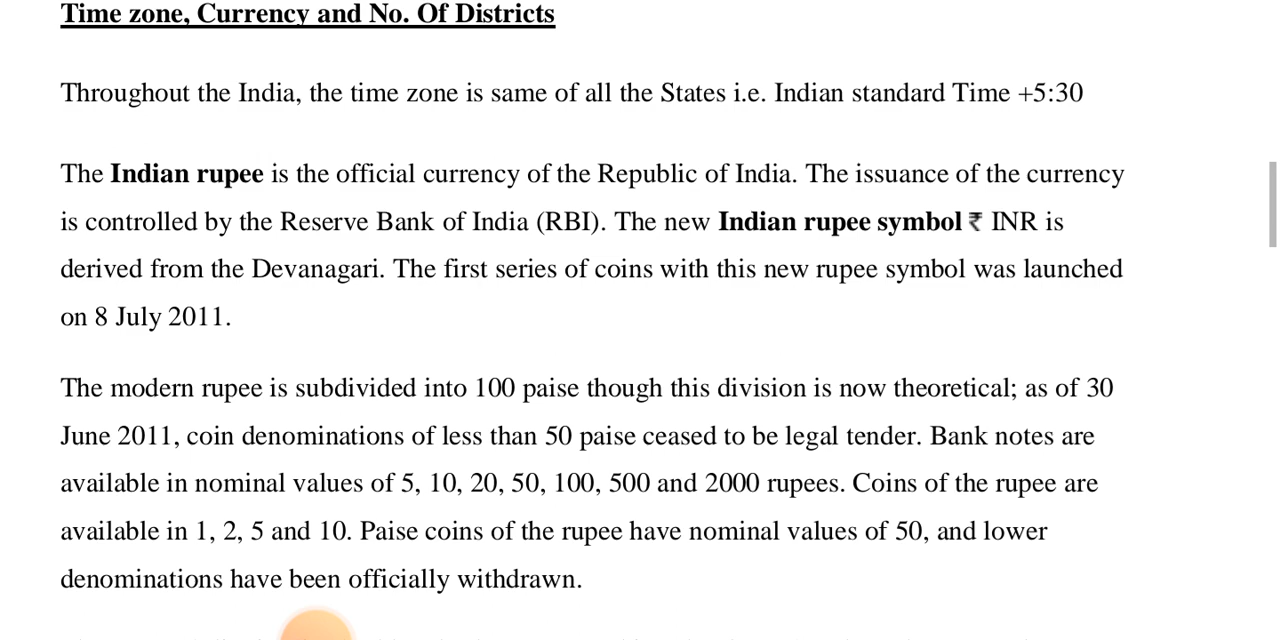 Time zone, Currency and No. Of Districts
Throughout the India, the time zone is same of all the States i.e. Indian standard Time +5:30
The Indian rupee is the official currency of the Republic of India. The issuance of the currency
is controlled by the Reserve Bank of India (RBI). The new Indian rupee symbol ₹ INR is
derived from the Devanagari. The first series of coins with this new rupee symbol was launched
on 8 July 2011.
The modern rupee is subdivided into 100 paise though this division is now theoretical; as of 30
June 2011, coin denominations of less than 50 paise ceased to be legal tender. Bank notes are
available in nominal values of 5, 10, 20, 50, 100, 500 and 2000 rupees. Coins of the rupee are
available in 1, 2, 5 and 10. Paise coins of the rupee have nominal values of 50, and lower
denominations have been officially withdrawn.